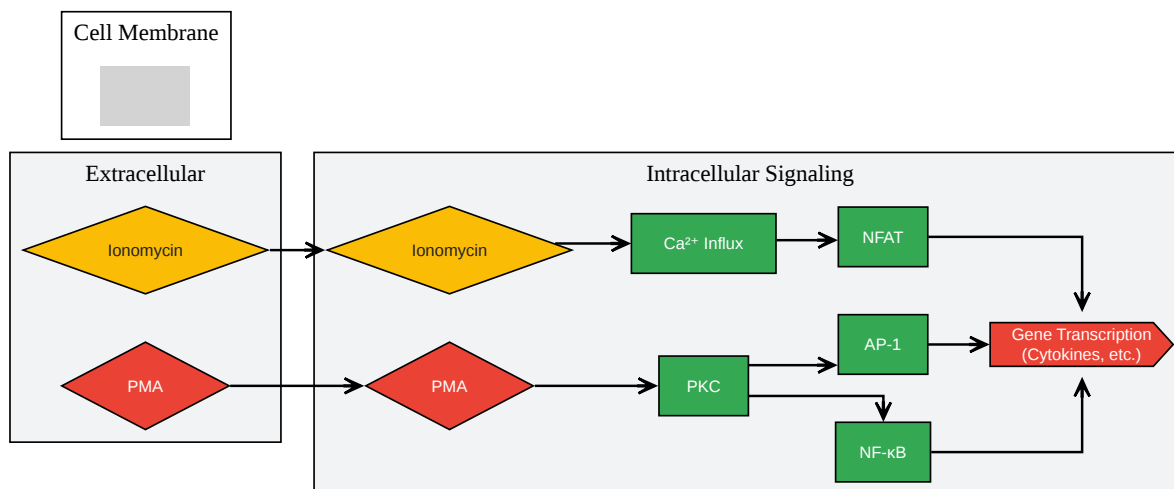 Cell Membrane
Extracellular
Intracellular Signaling
Ionomycin
Ionomycin
Ca²⁺ Influx
NFAT
PMA
PMA
PKC
AP-1
Gene Transcription
(Cytokines, etc.)
NF-κB